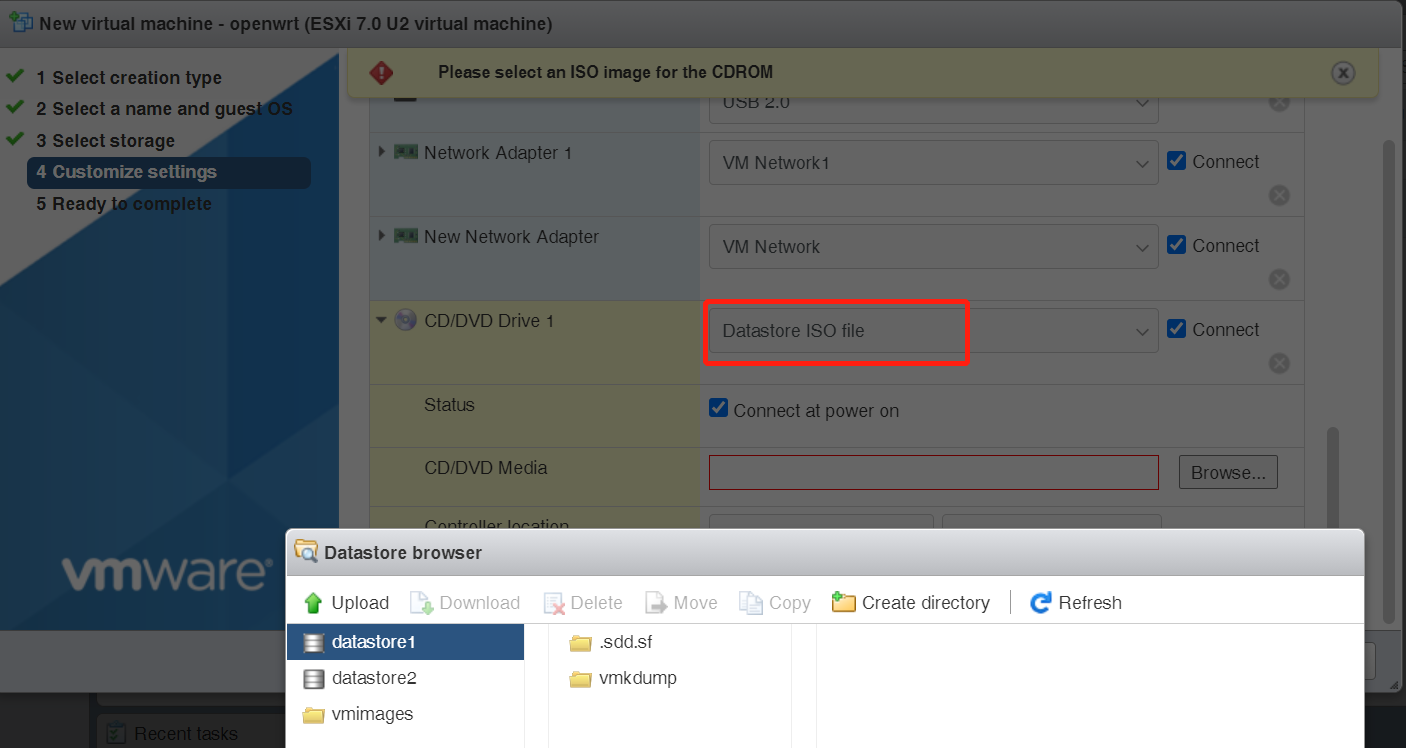 New virtual machine - openwrt (ESXi 7.0 U2 virtual machine)
1 Select creation type
2 Select a name and guest OS
3 Select storage
4 Customize settings
5 Ready to complete
vmware®
Please select an ISO image for the CDROM
USB 2.0
Network Adapter 1
VM Network1
Connect
New Network Adapter
VM Network
Connect
CD/DVD Drive 1
Datastore ISO file
Connect
Status
Connect at power on
CD/DVD Media
Browse...
Controller location
Datastore browser
Upload Download Delete Move Copy Create directory Refresh
datastore1
datastore2
vmimages
.sdd.sf
vmkdump
Recent tasks